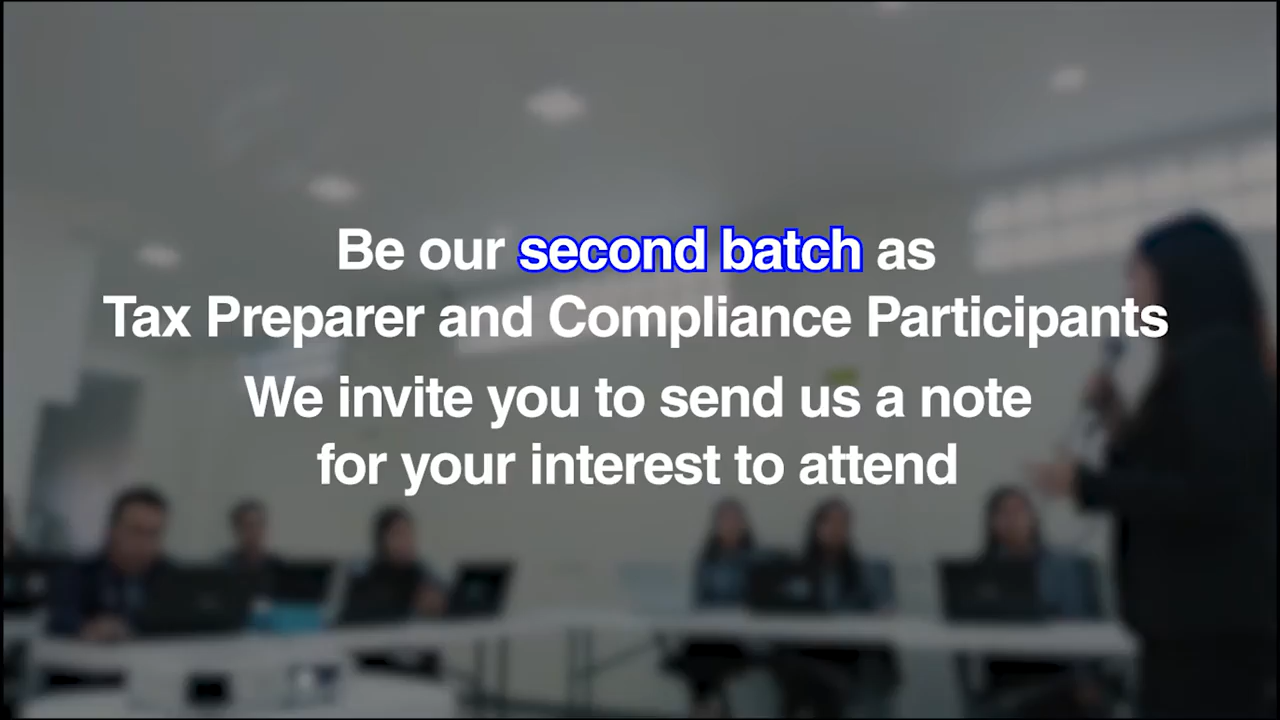 Be our second batch as
Tax Preparer and Compliance Participants
We invite you to send us a note
for your interest to attend